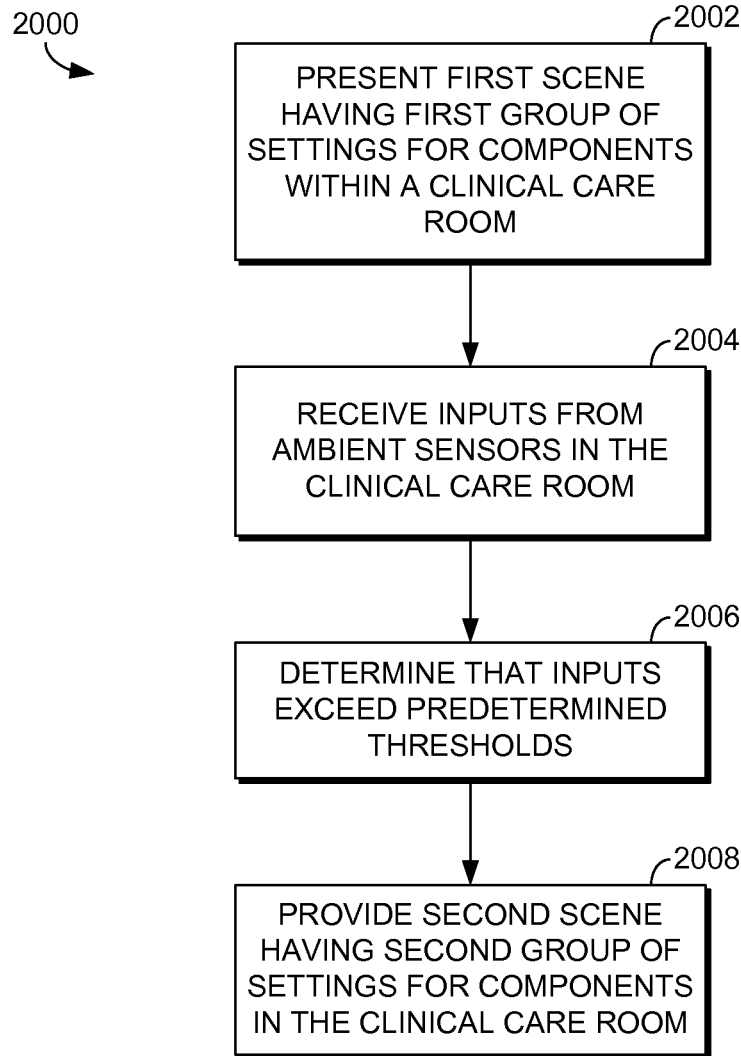 2000
2002
PRESENT FIRST SCENE
HAVING FIRST GROUP OF
SETTINGS FOR COMPONENTS
WITHIN A CLINICAL CARE
ROOM
2004
RECEIVE INPUTS FROM
AMBIENT SENSORS IN THE
CLINICAL CARE ROOM
2006
DETERMINE THAT INPUTS
EXCEED PREDETERMINED
THRESHOLDS
2008
PROVIDE SECOND SCENE
HAVING SECOND GROUP OF
SETTINGS FOR COMPONENTS
IN THE CLINICAL CARE ROOM